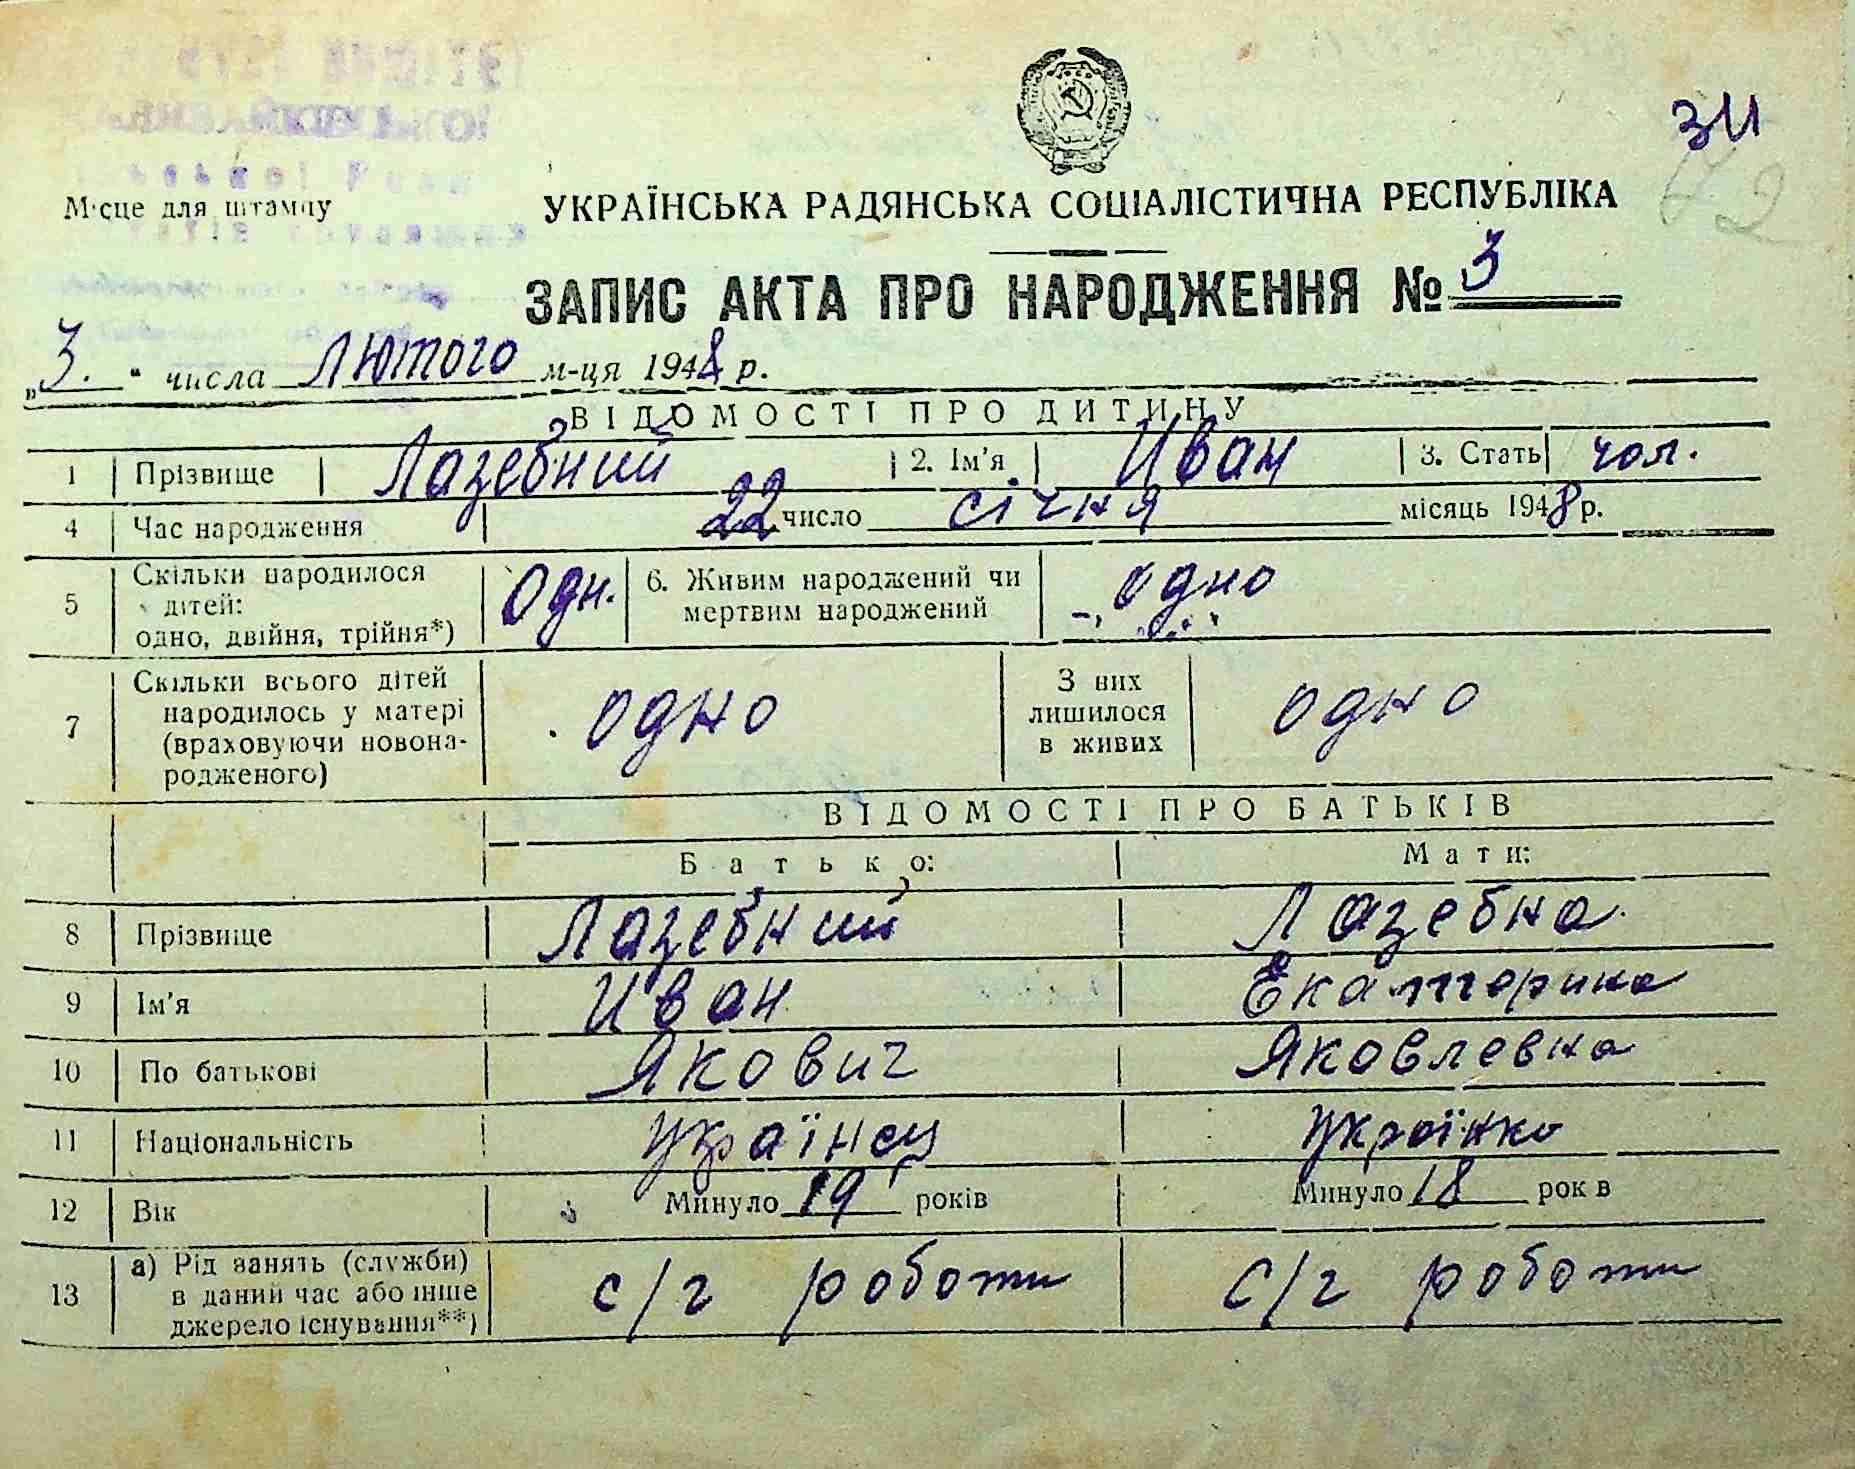 ЗИ
42
Місце для штампу
УКРАЇНСЬКА РАДЯНСЬКА СОЦІАЛІСТИЧНА РЕСПУБЛІКА
ЗАПИС АКТА ПРО НАРОДЖЕННЯ № 3
„3.“ числа Лютого м-ця 1948 р.
ВІДОМОСТІ ПРО ДИТИНУ
1 Прізвище Лазебний 2. Ім'я Иван 3. Стать чол.
4 Час народження 22 число січня місяць 1948 р.
5 Скільки народилося дітей: одно, двійня, трійня*) Одн. 6. Живим народжений чи мертвим народжений одно
7 Скільки всього дітей народилось у матері (враховуючи новонародженого) одно З них лишилося в живих одно
ВІДОМОСТІ ПРО БАТЬКІВ
Батько: Мати:
8 Прізвище Лазебний Лазебна
9 Ім'я Иван Екатерина
10 По батькові Якович Яковлевна
11 Національність українец українка
12 Вік Минуло 19 років Минуло 18 рок в
13 а) Рід занять (служби) в даний час або інше джерело існування**) с/г роботи с/г роботи